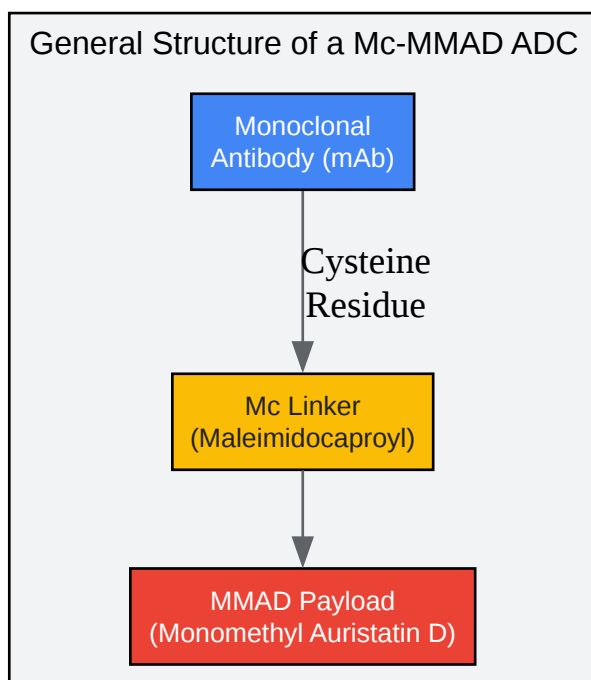 General Structure of a Mc-MMAD ADC
Monoclonal
Antibody (mAb)
Cysteine
Residue
Mc Linker
(Maleimidocaproyl)
MMAD Payload
(Monomethyl Auristatin D)